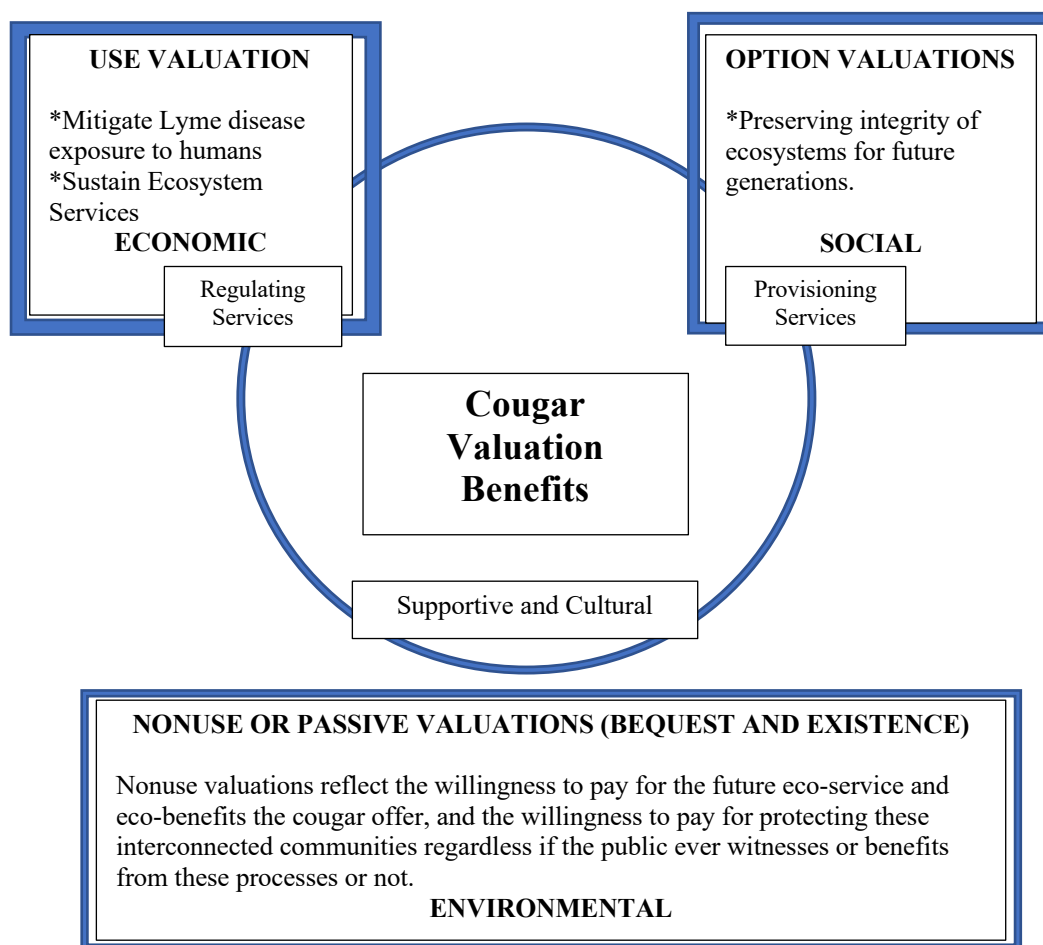 USE VALUATION
*Mitigate Lyme disease
exposure to humans
*Sustain Ecosystem
Services
ECONOMIC
Regulating
Services
OPTION VALUATIONS
*Preserving integrity of
ecosystems for future
generations.
SOCIAL
Provisioning
Services
Cougar
Valuation
Benefits
Supportive and Cultural
NONUSE OR PASSIVE VALUATIONS (BEQUEST AND EXISTENCE)
Nonuse valuations reflect the willingness to pay for the future eco-service and
eco-benefits the cougar offer, and the willingness to pay for protecting these
interconnected communities regardless if the public ever witnesses or benefits
from these processes or not.
ENVIRONMENTAL